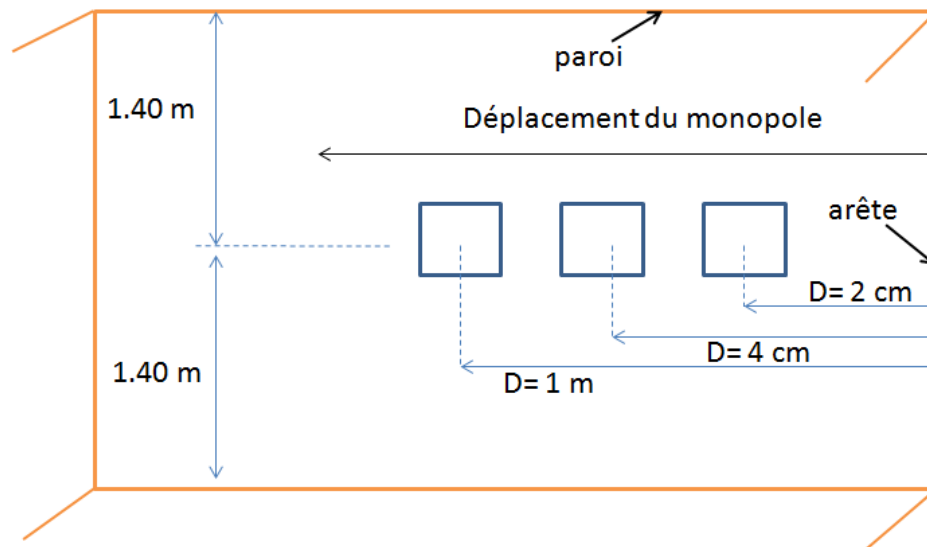 paroi
1.40 m
Déplacement du monopole
arête
D= 2 cm
D= 4 cm
1.40 m
D= 1 m